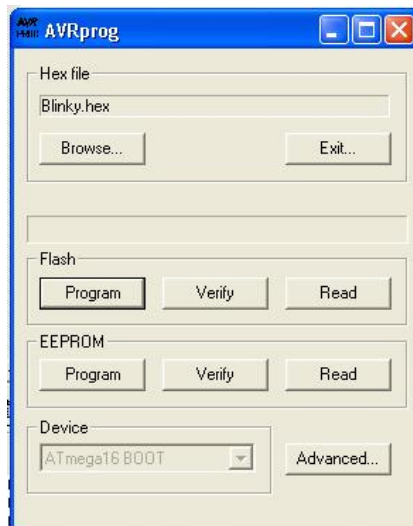 AVRprog
Hex file
Blinky.hex
Browse... Exit...
Flash
Program Verify Read
EEPROM
Program Verify Read
Device
ATmega16 BOOT Advanced...